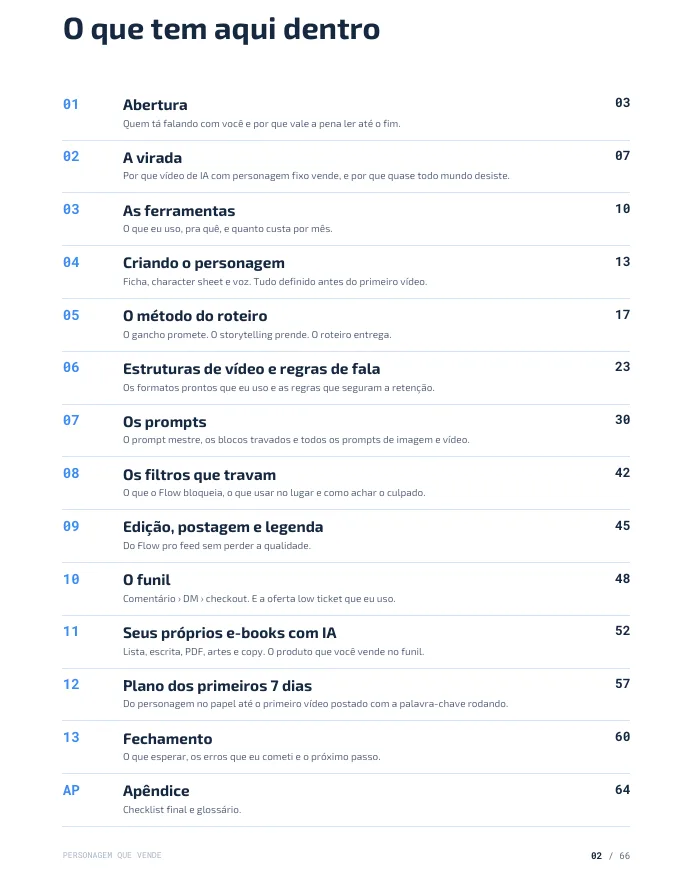 O que tem aqui dentro
01 Abertura 03
Quem tá falando com você e por que vale a pena ler até o fim.
02 A virada 07
Por que vídeo de IA com personagem fixo vende, e por que quase todo mundo desiste.
03 As ferramentas 10
O que eu uso, pra quê, e quanto custa por mês.
04 Criando o personagem 13
Ficha, character sheet e voz. Tudo definido antes do primeiro vídeo.
05 O método do roteiro 17
O gancho promete. O storytelling prende. O roteiro entrega.
06 Estruturas de vídeo e regras de fala 23
Os formatos prontos que eu uso e as regras que seguram a retenção.
07 Os prompts 30
O prompt mestre, os blocos travados e todos os prompts de imagem e vídeo.
08 Os filtros que travam 42
O que o Flow bloqueia, o que usar no lugar e como achar o culpado.
09 Edição, postagem e legenda 45
Do Flow pro feed sem perder a qualidade.
10 O funil 48
Comentário › DM › checkout. E a oferta low ticket que eu uso.
11 Seus próprios e-books com IA 52
Lista, escrita, PDF, artes e copy. O produto que você vende no funil.
12 Plano dos primeiros 7 dias 57
Do personagem no papel até o primeiro vídeo postado com a palavra-chave rodando.
13 Fechamento 60
O que esperar, os erros que eu cometi e o próximo passo.
AP Apêndice 64
Checklist final e glossário.
PERSONAGEM QUE VENDE 02 / 66